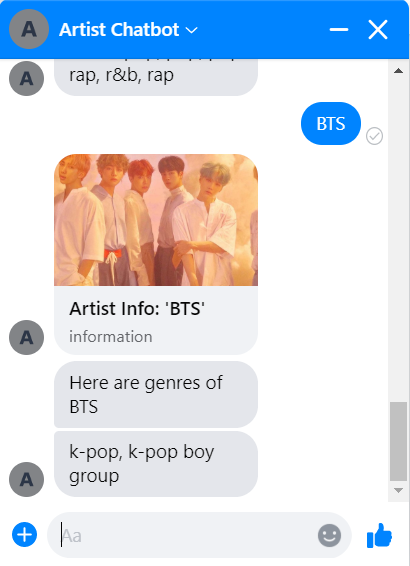 A
Artist Chatbot
rap, r&b, rap
A
BTS
Artist Info: 'BTS'
information
A
Here are genres of
BTS
k-pop, k-pop boy
group
A
Aa